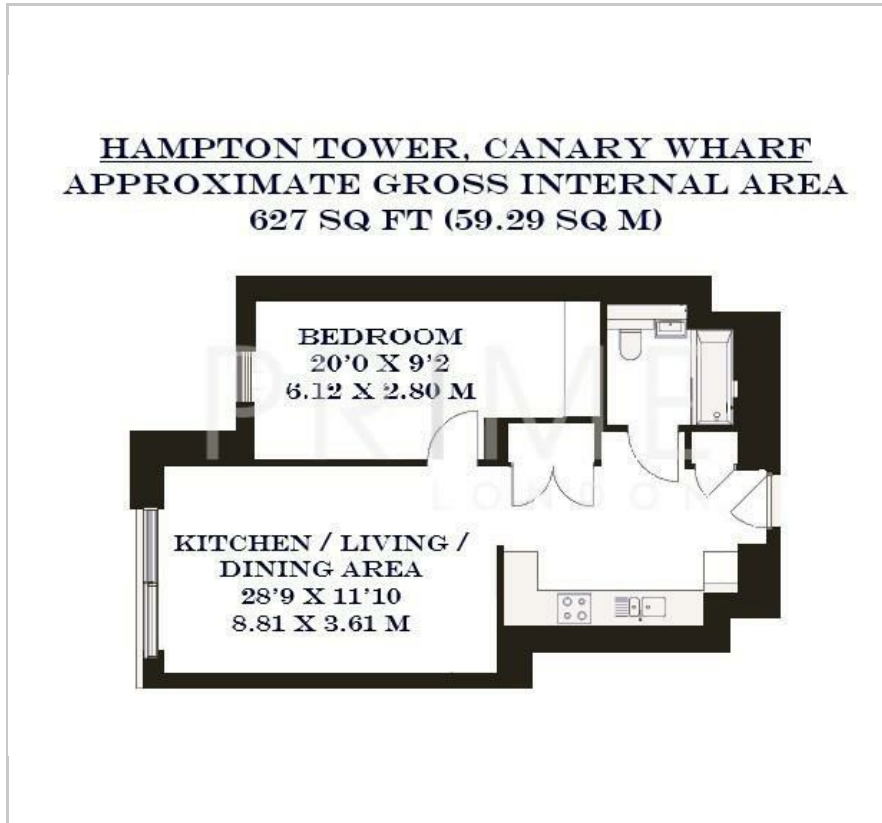 HAMPTON TOWER, CANARY WHARF
APPROXIMATE GROSS INTERNAL AREA
627 SQ FT (59.29 SQ M)
BEDROOM
20'0 X 9'2
6.12 X 2.80 M
PRIME
LONDON
KITCHEN / LIVING /
DINING AREA
28'9 X 11'10
8.81 X 3.61 M